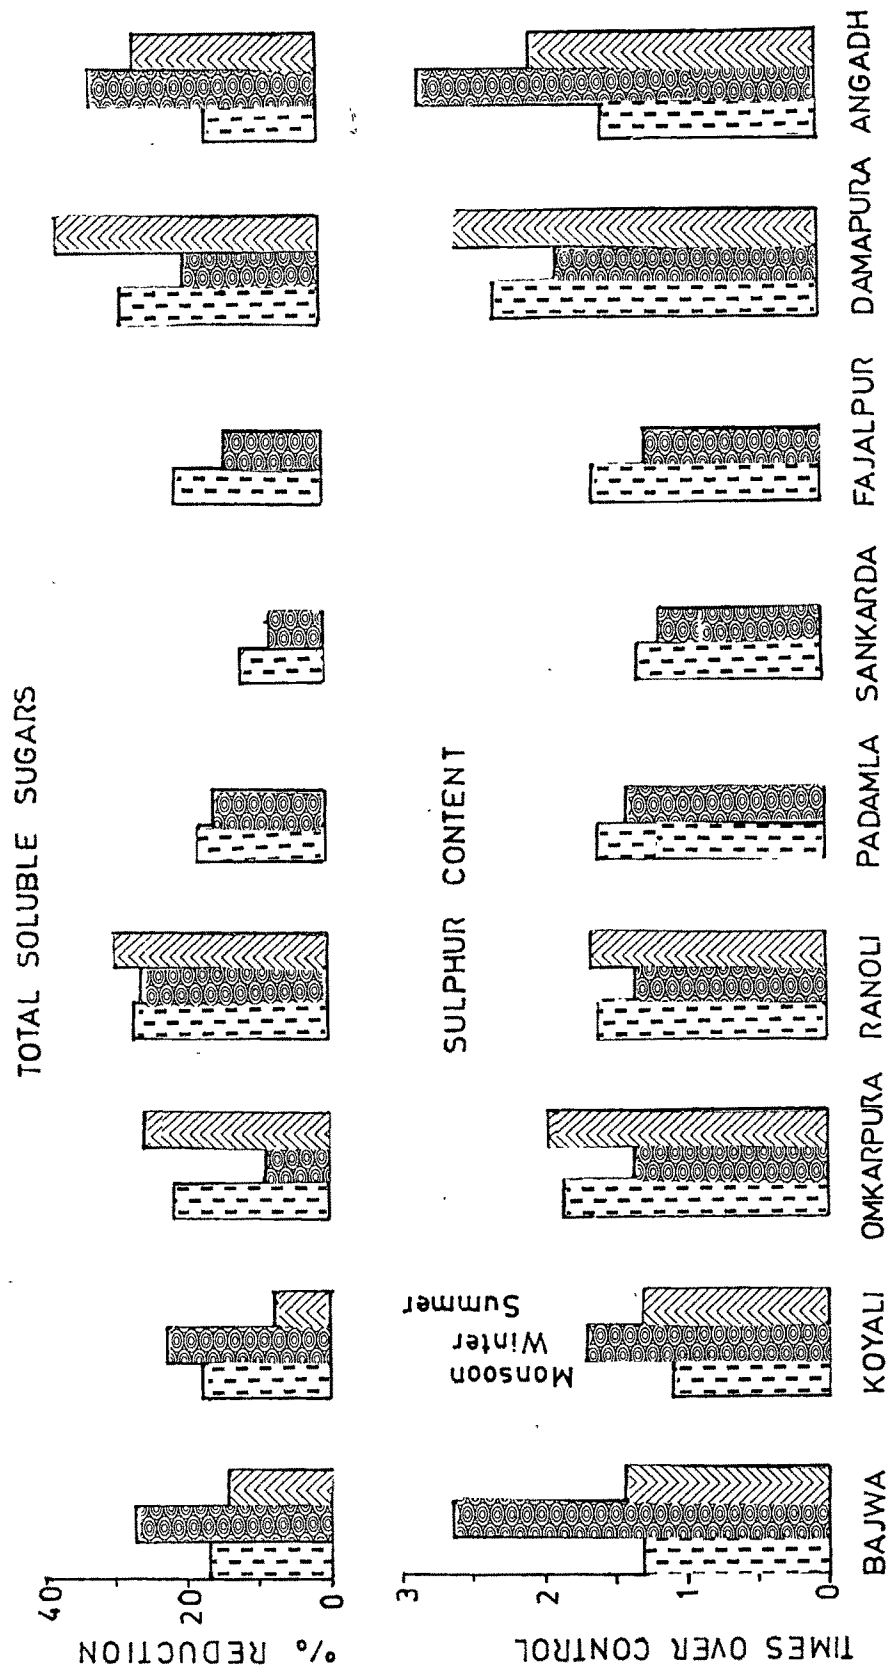 TOTAL SOLUBLE SUGARS
% REDUCTION
40
20
0
SULPHUR CONTENT
Monsoon
Winter
Summer
TIMES OVER CONTROL
3
2
1
0
BAJWA KOYALI OMKARPURA RANOLI PADAMLA SANKARDA FAJALPUR DAMAPURA ANGADH